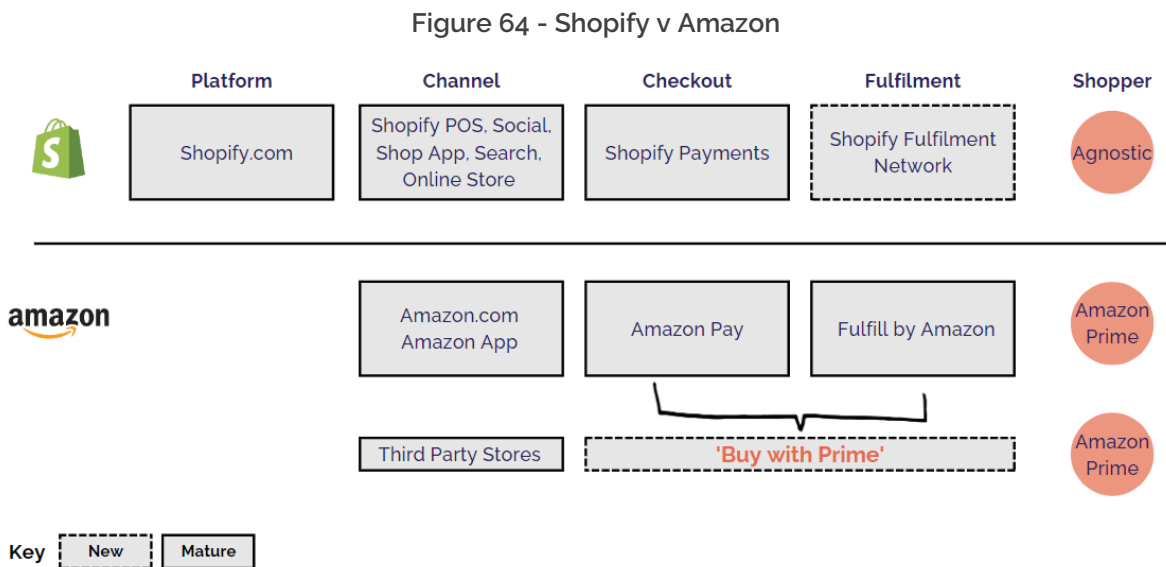 Figure 64 - Shopify v Amazon
Platform
Channel
Checkout
Fulfilment
Shopper
S
Shopify.com
Shopify POS, Social,
Shop App, Search,
Online Store
Shopify Payments
Shopify Fulfilment
Network
Agnostic
amazon
Amazon.com
Amazon App
Amazon Pay
Fulfill by Amazon
Amazon
Prime
Third Party Stores
'Buy with Prime'
Amazon
Prime
Key
New
Mature